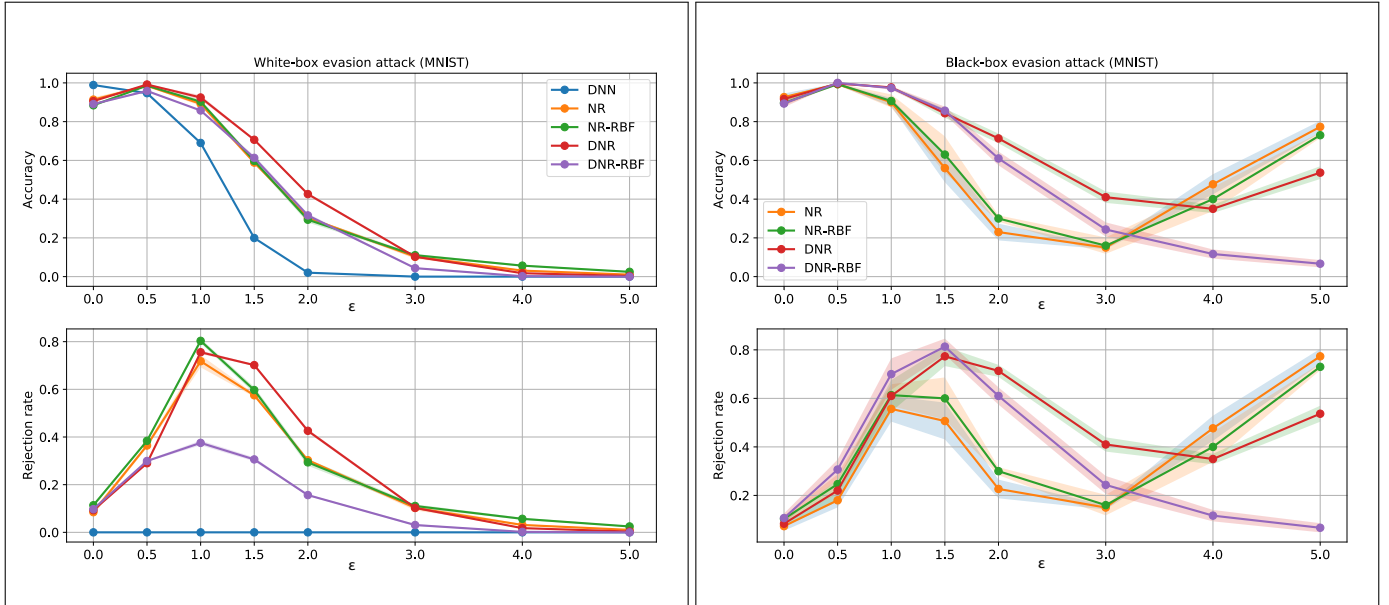 White-box evasion attack (MNIST)
Accuracy
1.0
0.8
0.6
0.4
0.2
0.0
DNN
NR
NR-RBF
DNR
DNR-RBF
0.0 0.5 1.0 1.5 2.0 3.0 4.0 5.0
ε
Rejection rate
0.8
0.6
0.4
0.2
0.0
0.0 0.5 1.0 1.5 2.0 3.0 4.0 5.0
ε
Black-box evasion attack (MNIST)
Accuracy
1.0
0.8
0.6
0.4
0.2
0.0
NR
NR-RBF
DNR
DNR-RBF
0.0 0.5 1.0 1.5 2.0 3.0 4.0 5.0
ε
Rejection rate
0.8
0.6
0.4
0.2
0.0 0.5 1.0 1.5 2.0 3.0 4.0 5.0
ε